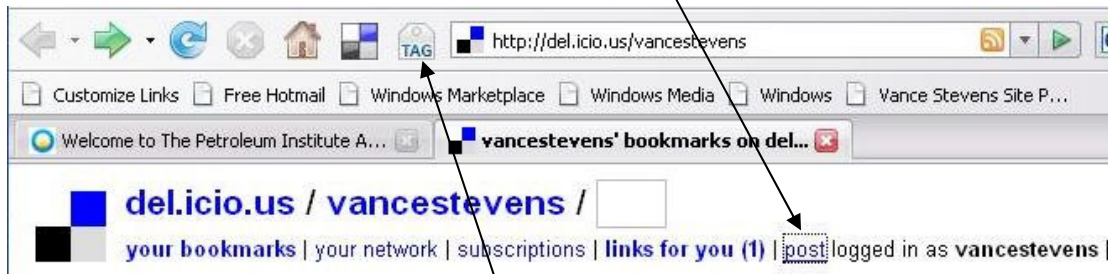 TAG http://del.icio.us/vancestevens
Customize Links Free Hotmail Windows Marketplace Windows Media Windows Vance Stevens Site P...
Welcome to The Petroleum Institute A... vancestevens' bookmarks on del...
del.icio.us / vancestevens /
your bookmarks | your network | subscriptions | links for you (1) | post logged in as vancestevens |